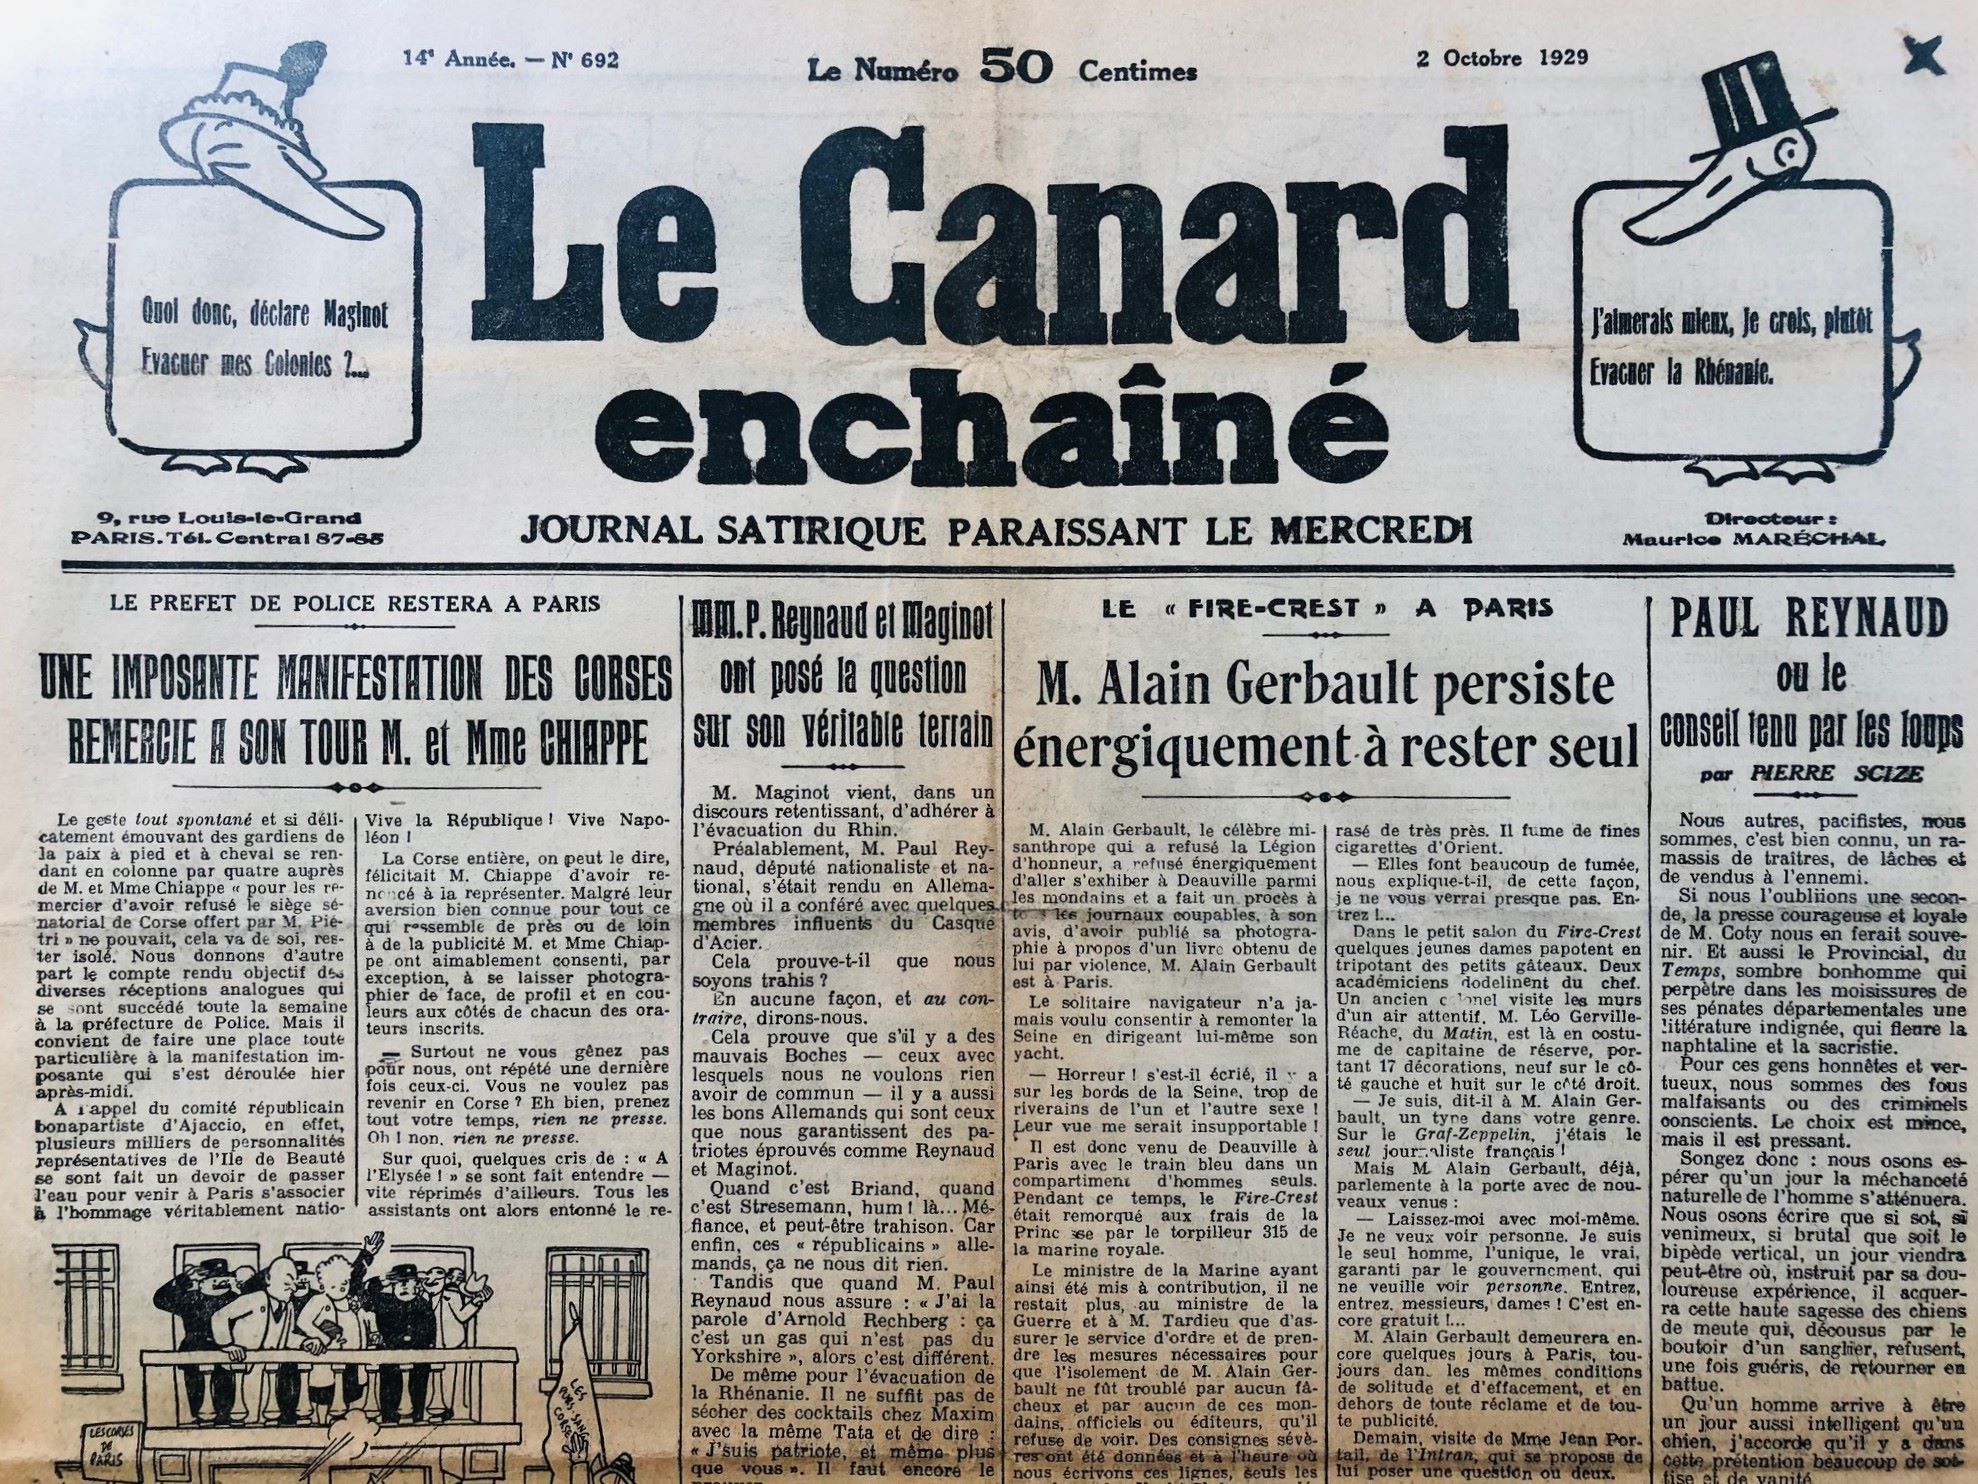 14e Année. — N° 692
Le Numéro 50 Centimes
2 Octobre 1929
Le Canard
enchaîné
Quoi donc, déclare Maginot
Evacuer mes Colonies ?...
J'aimerais mieux, je crois, plutôt
Evacuer la Rhénanie.
9, rue Louis-le-Grand
PARIS. Tél. Central 87-85
JOURNAL SATIRIQUE PARAISSANT LE MERCREDI
Directeur :
Maurice MARÉCHAL
LE PREFET DE POLICE RESTERA A PARIS
UNE IMPOSANTE MANIFESTATION DES CORSES
REMERCIE A SON TOUR M. et Mme CHIAPPE
Le geste tout spontané et si déli-
catement émouvant des gardiens de
la paix à pied et à cheval se ren-
dant en colonne par quatre auprès
de M. et Mme Chiappe « pour les re-
mercier d'avoir refusé le siège sé-
natorial de Corse offert par M. Pié-
tri » ne pouvait, cela va de soi, res-
ter isolé. Nous donnons d'autre
part le compte rendu objectif des
diverses réceptions analogues qui
se sont succédé toute la semaine
à la préfecture de Police. Mais il
convient de faire une place toute
particulière à la manifestation im-
posante qui s'est déroulée hier
après-midi.
A l'appel du comité républicain
bonapartiste d'Ajaccio, en effet,
plusieurs milliers de personnalités
représentatives de l'Ile de Beauté
se sont fait un devoir de passer
l'eau pour venir à Paris s'associer
à l'hommage véritablement natio-
Vive la République ! Vive Napo-
léon !
La Corse entière, on peut le dire,
félicitait M. Chiappe d'avoir re-
noncé à la représenter. Malgré leur
aversion bien connue pour tout ce
qui ressemble de près ou de loin
à de la publicité M. et Mme Chiap-
pe ont aimablement consenti, par
exception, à se laisser photogra-
phier de face, de profil et en cou-
leurs aux côtés de chacun des ora-
teurs inscrits.
— Surtout ne vous gênez pas
pour nous, ont répété une dernière
fois ceux-ci. Vous ne voulez pas
revenir en Corse ? Eh bien, prenez
tout votre temps, rien ne presse.
Oh ! non, rien ne presse.
Sur quoi, quelques cris de : « A
l'Elysée ! » se sont fait entendre —
vite réprimés d'ailleurs. Tous les
assistants ont alors entonné le re-
LES CORSES
DE
PARIS
LES
PURS-SANG
CORSES
MM. P. Reynaud et Maginot
ont posé la question
sur son véritable terrain
M. Maginot vient, dans un
discours retentissant, d'adhérer à
l'évacuation du Rhin.
Préalablement, M. Paul Rey-
naud, député nationaliste et na-
tional, s'était rendu en Allema-
gne où il a conféré avec quelques
membres influents du Casque
d'Acier.
Cela prouve-t-il que nous
soyons trahis ?
En aucune façon, et au con-
traire, dirons-nous.
Cela prouve que s'il y a des
mauvais Boches — ceux avec
lesquels nous ne voulons rien
avoir de commun — il y a aussi
les bons Allemands qui sont ceux
que nous garantissent des pa-
triotes éprouvés comme Reynaud
et Maginot.
Quand c'est Briand, quand
c'est Stresemann, hum ! là... Mé-
fiance, et peut-être trahison. Car
enfin, ces « républicains » alle-
mands, ça ne nous dit rien.
Tandis que quand M. Paul
Reynaud nous assure : « J'ai la
parole d'Arnold Rechberg : ça
c'est un gas qui n'est pas du
Yorkshire », alors c'est différent.
De même pour l'évacuation de
la Rhénanie. Il ne suffit pas de
sécher des cocktails chez Maxim
avec la même Tata et de dire :
« J'suis patriote, et même plus
que vous ». Il faut encore le
LE « FIRE-CREST » A PARIS
M. Alain Gerbault persiste
énergiquement à rester seul
M. Alain Gerbault, le célèbre mi-
santhrope qui a refusé la Légion
d'honneur, a refusé énergiquement
d'aller s'exhiber à Deauville parmi
les mondains et a fait un procès à
tous les journaux coupables, à son
avis, d'avoir publié sa photogra-
phie à propos d'un livre obtenu de
lui par violence, M. Alain Gerbault
est à Paris.
Le solitaire navigateur n'a ja-
mais voulu consentir à remonter la
Seine en dirigeant lui-même son
yacht.
— Horreur ! s'est-il écrié, il y a
sur les bords de la Seine, trop de
riverains de l'un et l'autre sexe !
Leur vue me serait insupportable !
Il est donc venu de Deauville à
Paris avec le train bleu dans un
compartiment d'hommes seuls.
Pendant ce temps, le Fire-Crest
était remorqué aux frais de la
Princesse par le torpilleur 315 de
la marine royale.
Le ministre de la Marine ayant
ainsi été mis à contribution, il ne
restait plus, au ministre de la
Guerre et à M. Tardieu que d'as-
surer le service d'ordre et de pren-
dre les mesures nécessaires pour
que l'isolement de M. Alain Ger-
bault ne fût troublé par aucun fâ-
cheux et par aucun de ces mon-
dains, officiels ou éditeurs, qu'il
refuse de voir. Des consignes sévè-
res ont été données et à l'heure où
nous écrivons ces lignes, seuls les
rasé de très près. Il fume de fines
cigarettes d'Orient.
— Elles font beaucoup de fumée,
nous explique-t-il, de cette façon,
je ne vous verrai presque pas. En-
trez !...
Dans le petit salon du Fire-Crest
quelques jeunes dames papotent en
tripotant des petits gâteaux. Deux
académiciens dodelinent du chef.
Un ancien colonel visite les murs
d'un air attentif. M. Léo Gerville-
Réache, du Matin, est là en costu-
me de capitaine de réserve, por-
tant 17 décorations, neuf sur le cô-
té gauche et huit sur le côté droit.
— Je suis, dit-il à M. Alain Ger-
bault, un type dans votre genre.
Sur le Graf-Zeppelin, j'étais le
seul journaliste français !
Mais M. Alain Gerbault, déjà,
parlemente à la porte avec de nou-
veaux venus :
— Laissez-moi avec moi-même.
Je ne veux voir personne. Je suis
le seul homme, l'unique, le vrai,
garanti par le gouvernement, qui
ne veuille voir personne. Entrez,
entrez, messieurs, dames ! C'est en-
core gratuit !...
M. Alain Gerbault demeurera en-
core quelques jours à Paris, tou-
jours dans les mêmes conditions
de solitude et d'effacement, et en
dehors de toute réclame et de tou-
te publicité.
Demain, visite de Mme Jean Por-
tail, de l'Intran, qui se propose de
lui poser une question ou deux.
PAUL REYNAUD
ou le
conseil tenu par les loups
par PIERRE SCIZE
Nous autres, pacifistes, nous
sommes, c'est bien connu, un ra-
massis de traîtres, de lâches et
de vendus à l'ennemi.
Si nous l'oubliions une secon-
de, la presse courageuse et loyale
de M. Coty nous en ferait souve-
nir. Et aussi le Provincial, du
Temps, sombre bonhomme qui
perpètre dans les moisissures de
ses pénates départementales une
littérature indignée, qui fleure la
naphtaline et la sacristie.
Pour ces gens honnêtes et ver-
tueux, nous sommes des fous
malfaisants ou des criminels
conscients. Le choix est mince,
mais il est pressant.
Songez donc : nous osons es-
pérer qu'un jour la méchanceté
naturelle de l'homme s'atténuera.
Nous osons écrire que si sot, si
venimeux, si brutal que soit le
bipède vertical, un jour viendra
peut-être où, instruit par sa dou-
loureuse expérience, il acquer-
ra cette haute sagesse des chiens
de meute qui, décousus par le
boutoir d'un sanglier, refusent,
une fois guéris, de retourner en
battue.
Qu'un homme arrive à être
un jour aussi intelligent qu'un
chien, j'accorde qu'il y a dans
cette prétention beaucoup de sot-
tise et de vanité.